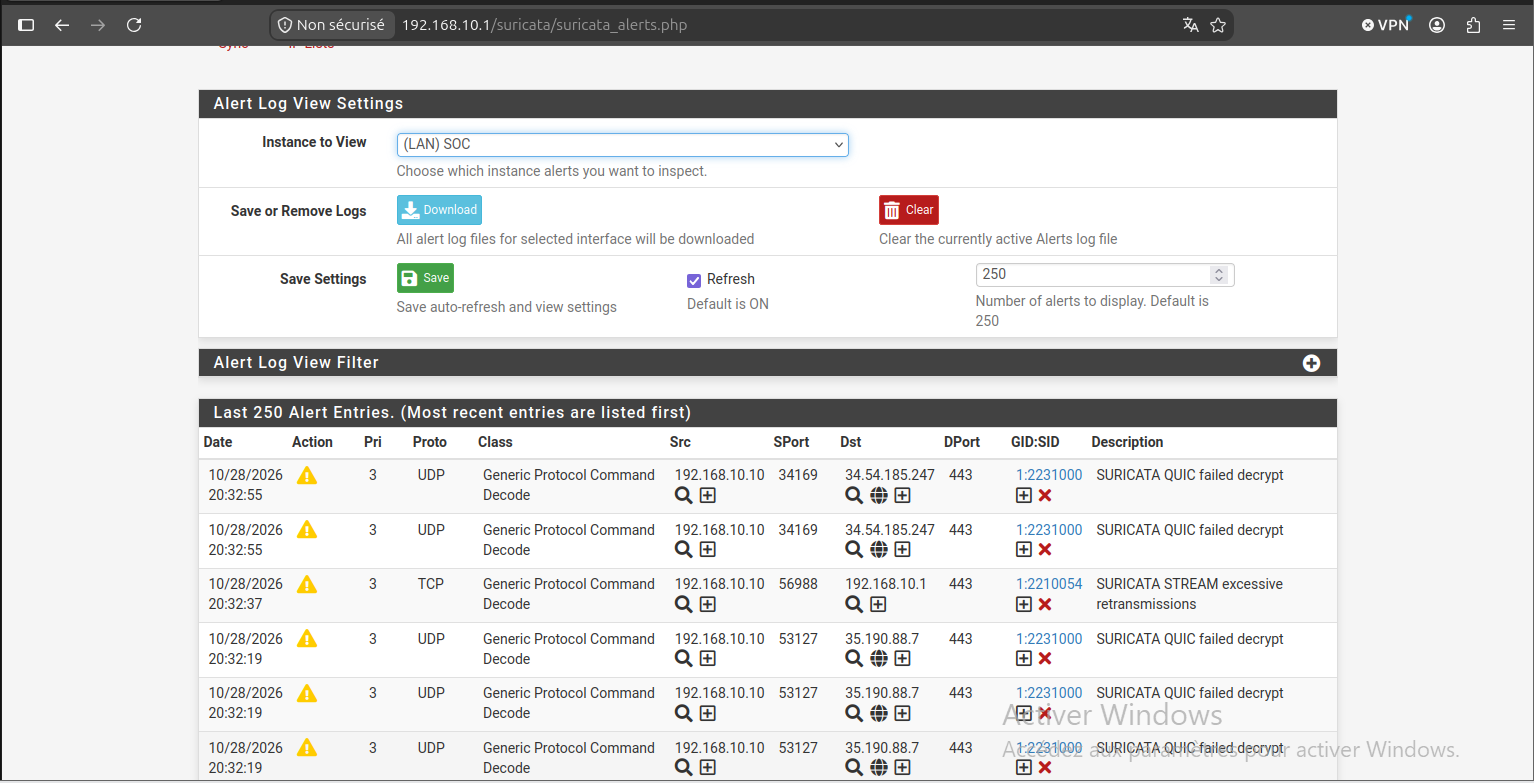 Non sécurisé 192.168.10.1/suricata/suricata_alerts.php VPN
Sync IP Lists
Alert Log View Settings
Instance to View (LAN) SOC
Choose which instance alerts you want to inspect.
Save or Remove Logs Download Clear
All alert log files for selected interface will be downloaded Clear the currently active Alerts log file
Save Settings Save Refresh 250
Save auto-refresh and view settings Default is ON Number of alerts to display. Default is
250
Alert Log View Filter
Last 250 Alert Entries. (Most recent entries are listed first)
Date Action Pri Proto Class Src SPort Dst DPort GID:SID Description
10/28/2026 3 UDP Generic Protocol Command 192.168.10.10 34169 34.54.185.247 443 1:2231000 SURICATA QUIC failed decrypt
20:32:55 Decode
10/28/2026 3 UDP Generic Protocol Command 192.168.10.10 34169 34.54.185.247 443 1:2231000 SURICATA QUIC failed decrypt
20:32:55 Decode
10/28/2026 3 TCP Generic Protocol Command 192.168.10.10 56988 192.168.10.1 443 1:2210054 SURICATA STREAM excessive
20:32:37 Decode retransmissions
10/28/2026 3 UDP Generic Protocol Command 192.168.10.10 53127 35.190.88.7 443 1:2231000 SURICATA QUIC failed decrypt
20:32:19 Decode
10/28/2026 3 UDP Generic Protocol Command 192.168.10.10 53127 35.190.88.7 443 1:2231000 SURICATA QUIC failed decrypt
20:32:19 Decode
Activer Windows
10/28/2026 3 UDP Generic Protocol Command 192.168.10.10 53127 35.190.88.7 443 1:2231000 SURICATA QUIC failed decrypt
Accédez aux paramètres pour activer Windows.
20:32:19 Decode